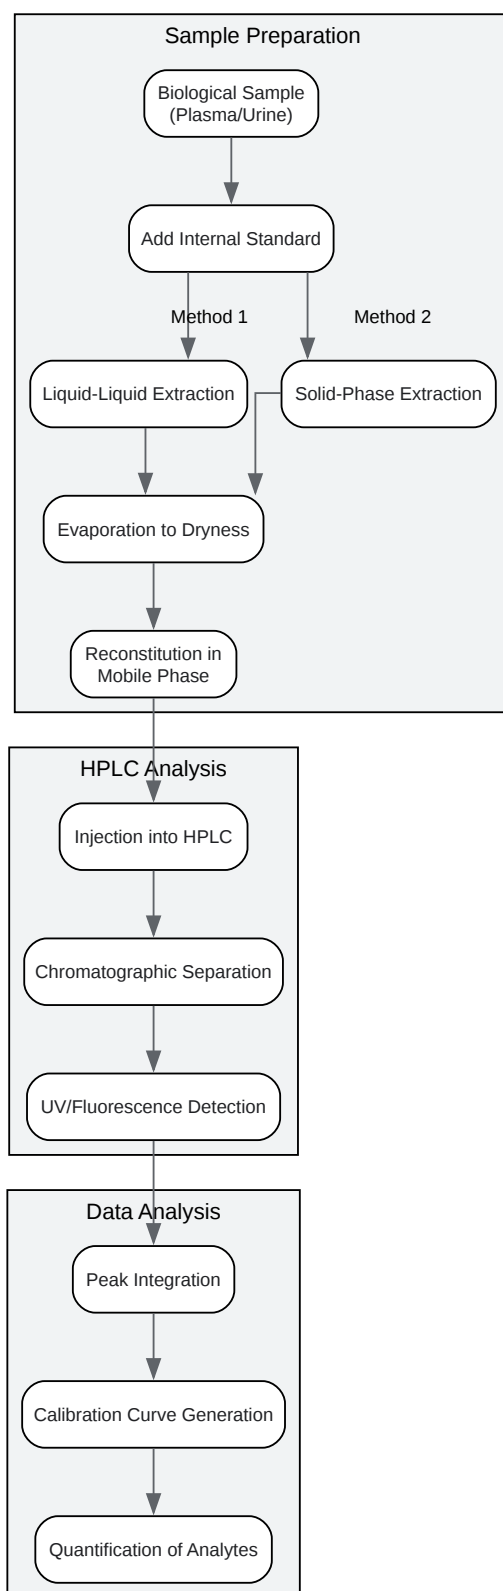 Sample Preparation
Biological Sample
(Plasma/Urine)
Add Internal Standard
Method 1
Method 2
Liquid-Liquid Extraction
Solid-Phase Extraction
Evaporation to Dryness
Reconstitution in
Mobile Phase
HPLC Analysis
Injection into HPLC
Chromatographic Separation
UV/Fluorescence Detection
Data Analysis
Peak Integration
Calibration Curve Generation
Quantification of Analytes